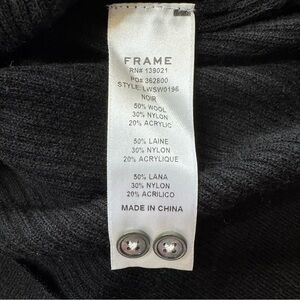 FRAME
RN# 139021
PO# 362800
STYLE: LWSW0196
NOIR
50% WOOL
30% NYLON
20% ACRYLIC
50% LAINE
30% NYLON
20% ACRYLIQUE
50% LANA
30% NYLON
20% ACRILICO
MADE IN CHINA